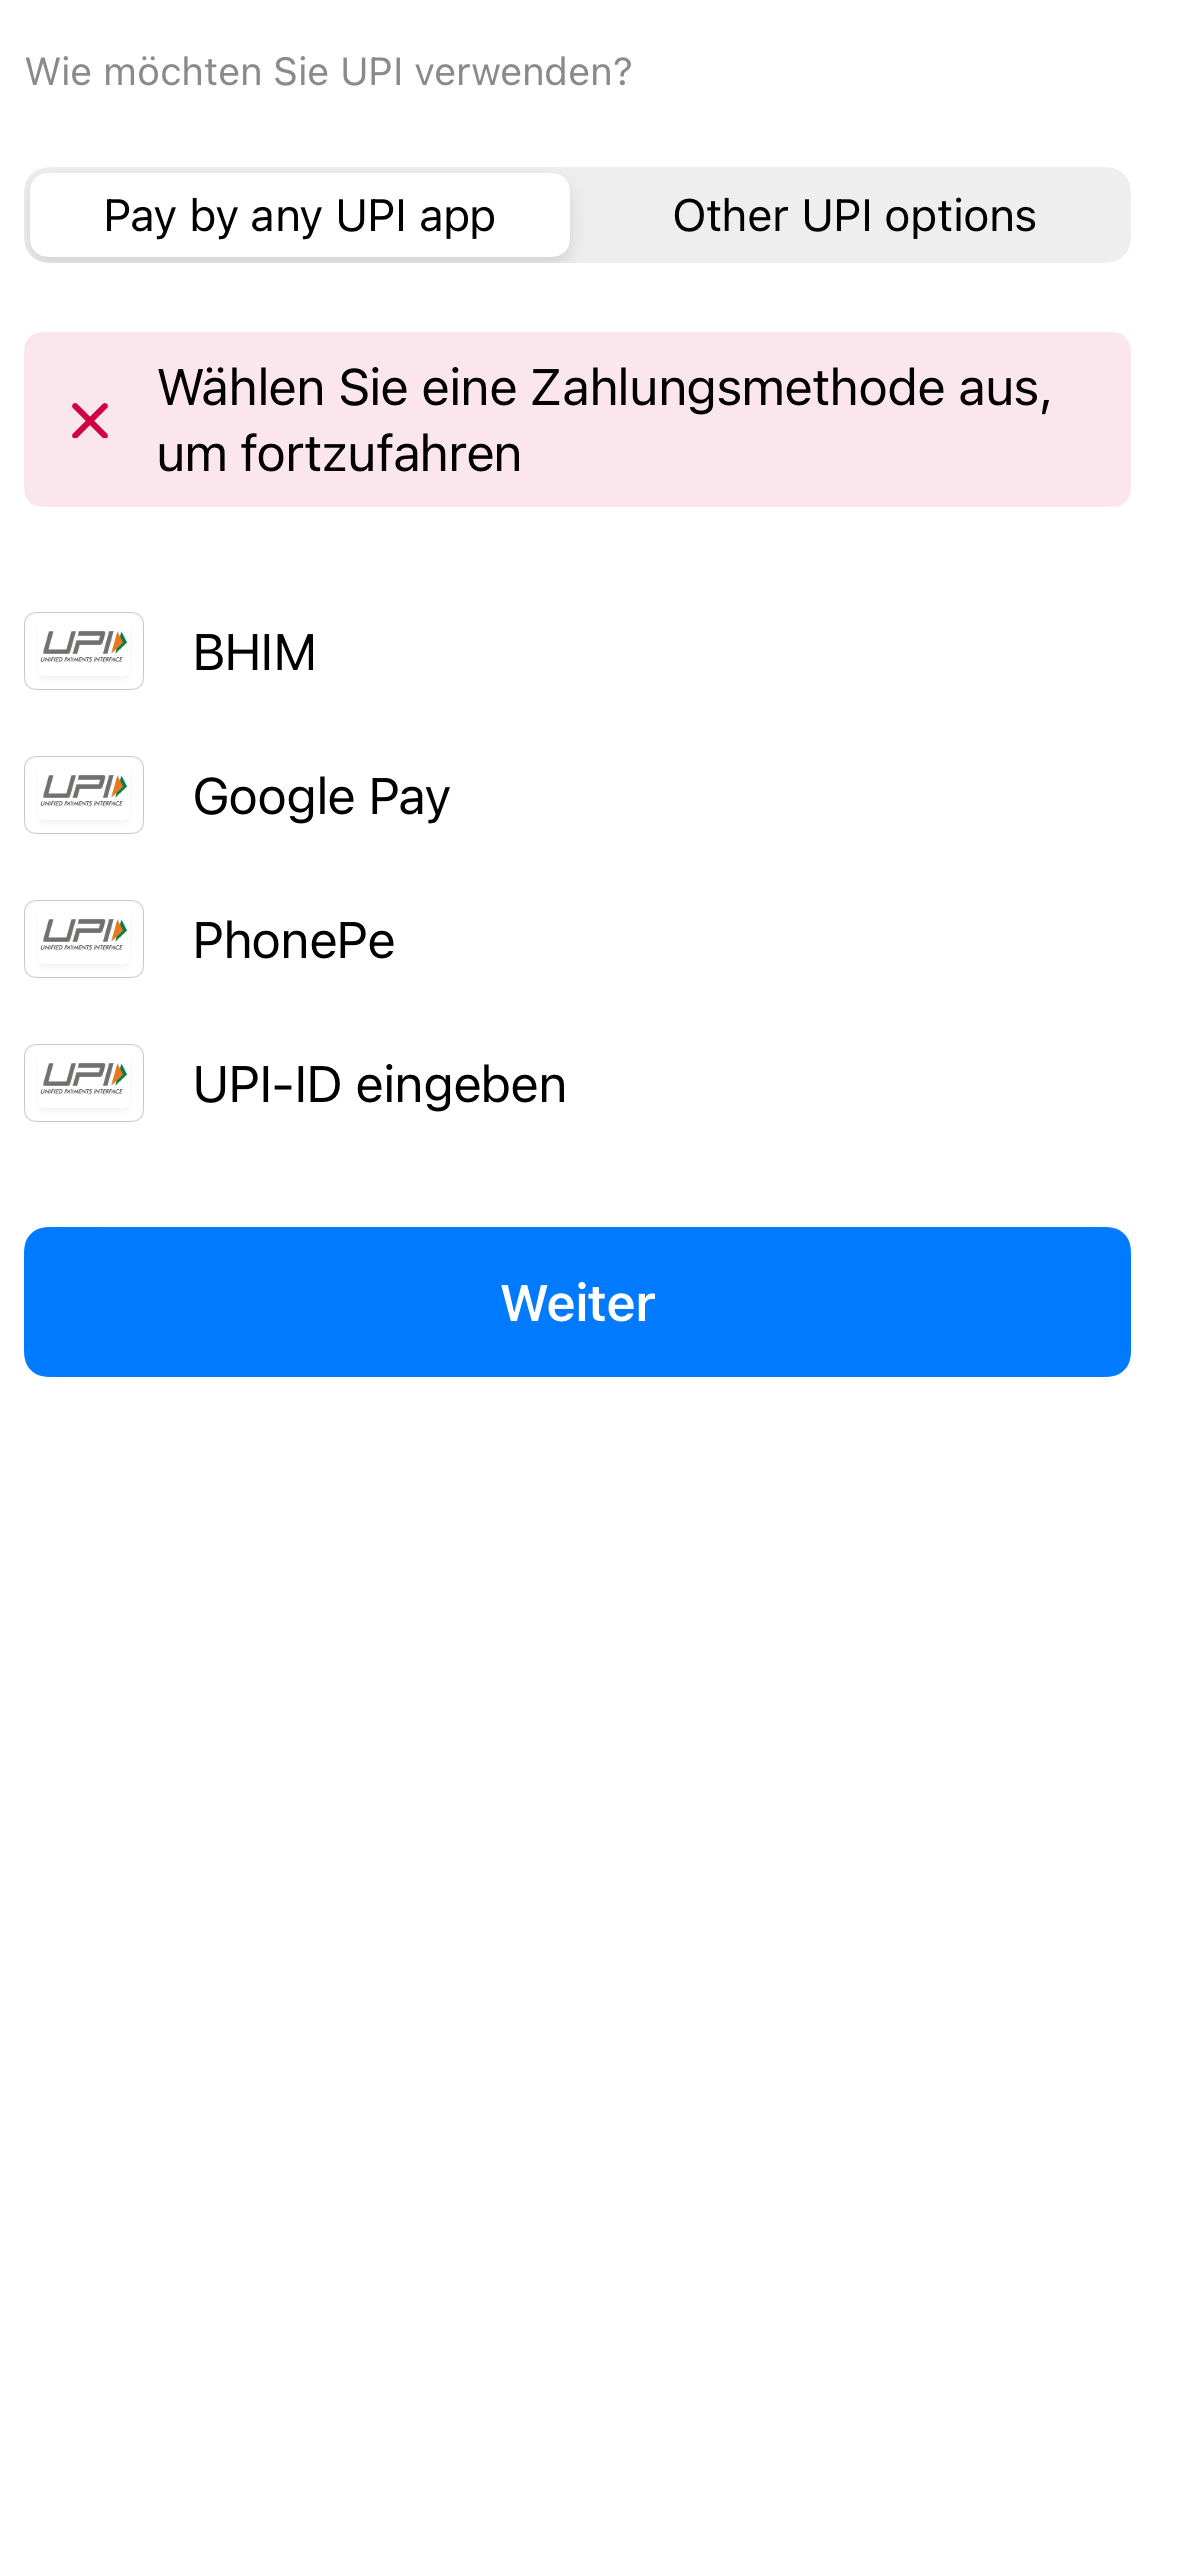 Wie möchten Sie UPI verwenden?
Pay by any UPI app
Other UPI options
Wählen Sie eine Zahlungsmethode aus,
um fortzufahren
UPI
UNIFIED PAYMENTS INTERFACE
BHIM
UPI
UNIFIED PAYMENTS INTERFACE
Google Pay
UPI
UNIFIED PAYMENTS INTERFACE
PhonePe
UPI
UNIFIED PAYMENTS INTERFACE
UPI-ID eingeben
Weiter